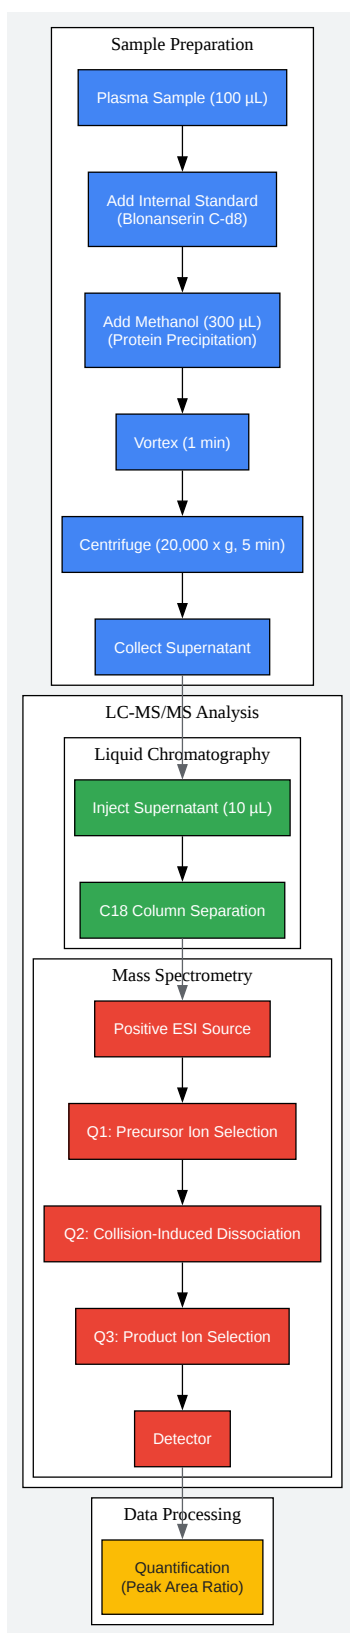 Sample Preparation
Plasma Sample (100 µL)
Add Internal Standard
(Blonanserin C-d8)
Add Methanol (300 µL)
(Protein Precipitation)
Vortex (1 min)
Centrifuge (20,000 x g, 5 min)
Collect Supernatant
LC-MS/MS Analysis
Liquid Chromatography
Inject Supernatant (10 µL)
C18 Column Separation
Mass Spectrometry
Positive ESI Source
Q1: Precursor Ion Selection
Q2: Collision-Induced Dissociation
Q3: Product Ion Selection
Detector
Data Processing
Quantification
(Peak Area Ratio)